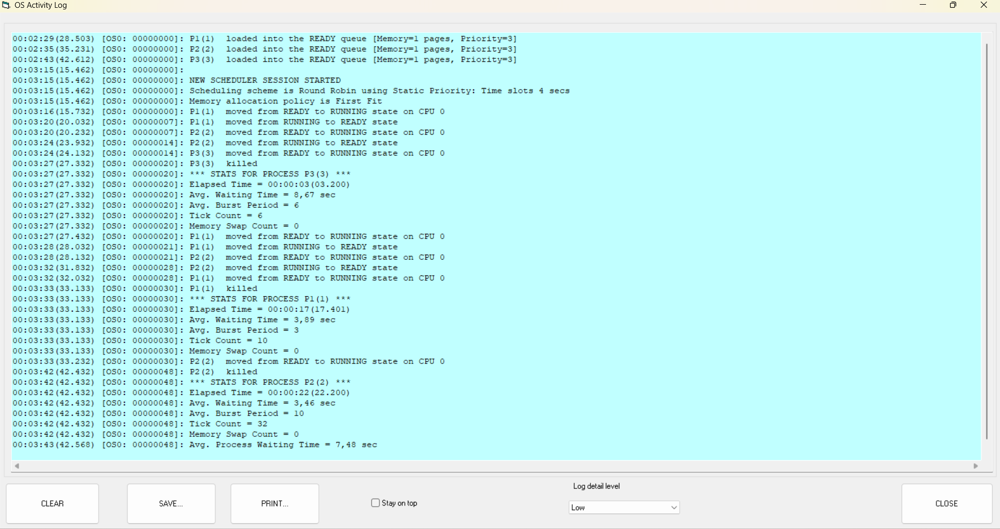 OS Activity Log
00:02:29(28.503) [OS0: 00000000]: P1(1)  loaded into the READY queue [Memory=1 pages, Priority=3]
00:02:35(35.231) [OS0: 00000000]: P2(2)  loaded into the READY queue [Memory=1 pages, Priority=3]
00:02:43(42.612) [OS0: 00000000]: P3(3)  loaded into the READY queue [Memory=1 pages, Priority=3]
00:03:15(15.462) [OS0: 00000000]:
00:03:15(15.462) [OS0: 00000000]: NEW SCHEDULER SESSION STARTED
00:03:15(15.462) [OS0: 00000000]: Scheduling scheme is Round Robin using Static Priority: Time slots 4 secs
00:03:15(15.462) [OS0: 00000000]: Memory allocation policy is First Fit
00:03:16(15.732) [OS0: 00000000]: P1(1)  moved from READY to RUNNING state on CPU 0
00:03:20(20.032) [OS0: 00000007]: P1(1)  moved from RUNNING to READY state
00:03:20(20.232) [OS0: 00000007]: P2(2)  moved from READY to RUNNING state on CPU 0
00:03:24(23.932) [OS0: 00000014]: P2(2)  moved from RUNNING to READY state
00:03:24(24.132) [OS0: 00000014]: P3(3)  moved from READY to RUNNING state on CPU 0
00:03:27(27.332) [OS0: 00000020]: P3(3)  killed
00:03:27(27.332) [OS0: 00000020]: *** STATS FOR PROCESS P3(3) ***
00:03:27(27.332) [OS0: 00000020]: Elapsed Time = 00:00:03(03.200)
00:03:27(27.332) [OS0: 00000020]: Avg. Waiting Time = 8,67 sec
00:03:27(27.332) [OS0: 00000020]: Avg. Burst Period = 6
00:03:27(27.332) [OS0: 00000020]: Tick Count = 6
00:03:27(27.332) [OS0: 00000020]: Memory Swap Count = 0
00:03:27(27.432) [OS0: 00000020]: P1(1)  moved from READY to RUNNING state on CPU 0
00:03:28(28.032) [OS0: 00000021]: P1(1)  moved from RUNNING to READY state
00:03:28(28.132) [OS0: 00000021]: P2(2)  moved from READY to RUNNING state on CPU 0
00:03:32(31.832) [OS0: 00000028]: P2(2)  moved from RUNNING to READY state
00:03:32(32.032) [OS0: 00000028]: P1(1)  moved from READY to RUNNING state on CPU 0
00:03:33(33.133) [OS0: 00000030]: P1(1)  killed
00:03:33(33.133) [OS0: 00000030]: *** STATS FOR PROCESS P1(1) ***
00:03:33(33.133) [OS0: 00000030]: Elapsed Time = 00:00:17(17.401)
00:03:33(33.133) [OS0: 00000030]: Avg. Waiting Time = 3,89 sec
00:03:33(33.133) [OS0: 00000030]: Avg. Burst Period = 3
00:03:33(33.133) [OS0: 00000030]: Tick Count = 10
00:03:33(33.133) [OS0: 00000030]: Memory Swap Count = 0
00:03:33(33.232) [OS0: 00000030]: P2(2)  moved from READY to RUNNING state on CPU 0
00:03:42(42.432) [OS0: 00000048]: P2(2)  killed
00:03:42(42.432) [OS0: 00000048]: *** STATS FOR PROCESS P2(2) ***
00:03:42(42.432) [OS0: 00000048]: Elapsed Time = 00:00:22(22.200)
00:03:42(42.432) [OS0: 00000048]: Avg. Waiting Time = 3,46 sec
00:03:42(42.432) [OS0: 00000048]: Avg. Burst Period = 10
00:03:42(42.432) [OS0: 00000048]: Tick Count = 32
00:03:42(42.432) [OS0: 00000048]: Memory Swap Count = 0
00:03:43(42.568) [OS0: 00000048]: Avg. Process Waiting Time = 7,48 sec
Log detail level
CLEAR SAVE... PRINT... Stay on top Low CLOSE